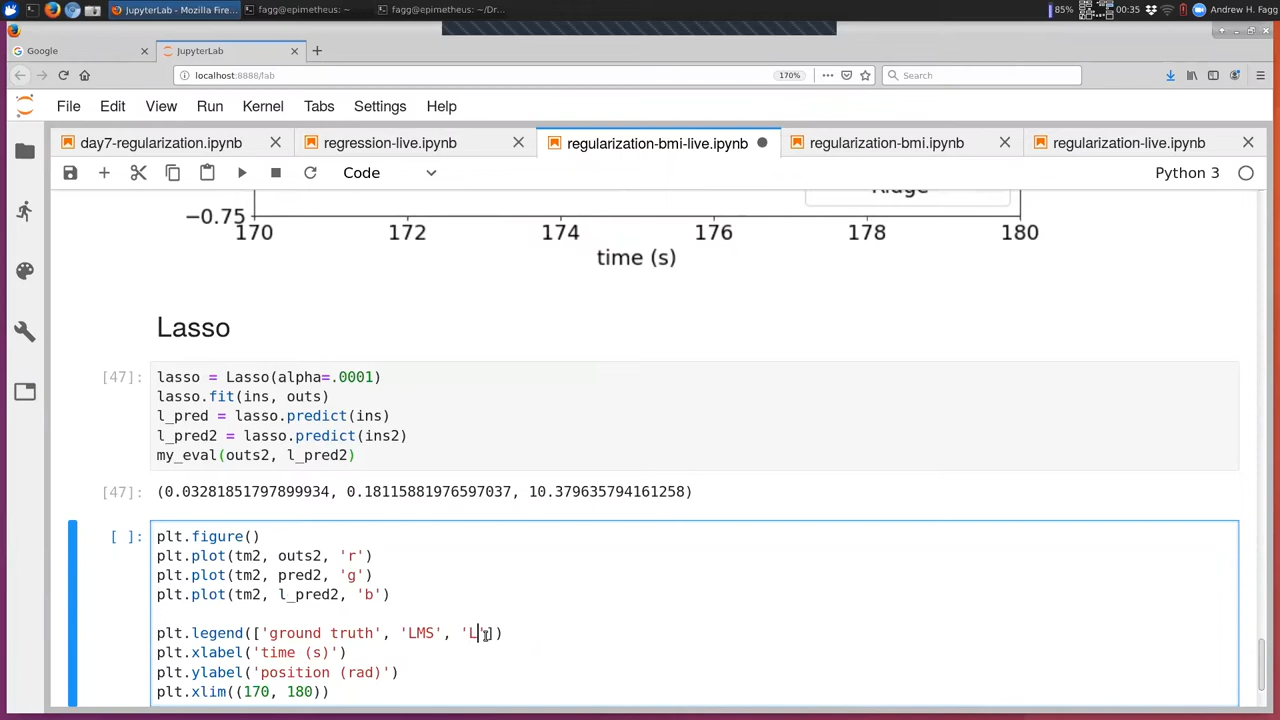 JupyterLab - Mozilla Fire...
fagg@epimetheus: ~
fagg@epimetheus: ~/Dr...
85%
00:35
Andrew H. Fagg
Google
JupyterLab
localhost:8888/lab
170%
Search
File Edit View Run Kernel Tabs Settings Help
day7-regularization.ipynb
regression-live.ipynb
regularization-bmi-live.ipynb
regularization-bmi.ipynb
regularization-live.ipynb
Code
Python 3
Ridge
−0.75
170 172 174 176 178 180
time (s)
Lasso
[47]:
lasso = Lasso(alpha=.0001)
lasso.fit(ins, outs)
l_pred = lasso.predict(ins)
l_pred2 = lasso.predict(ins2)
my_eval(outs2, l_pred2)
[47]: (0.03281851797899934, 0.18115881976597037, 10.379635794161258)
[ ]: plt.figure()
plt.plot(tm2, outs2, 'r')
plt.plot(tm2, pred2, 'g')
plt.plot(tm2, l_pred2, 'b')
plt.legend(['ground truth', 'LMS', 'L'])
plt.xlabel('time (s)')
plt.ylabel('position (rad)')
plt.xlim((170, 180))